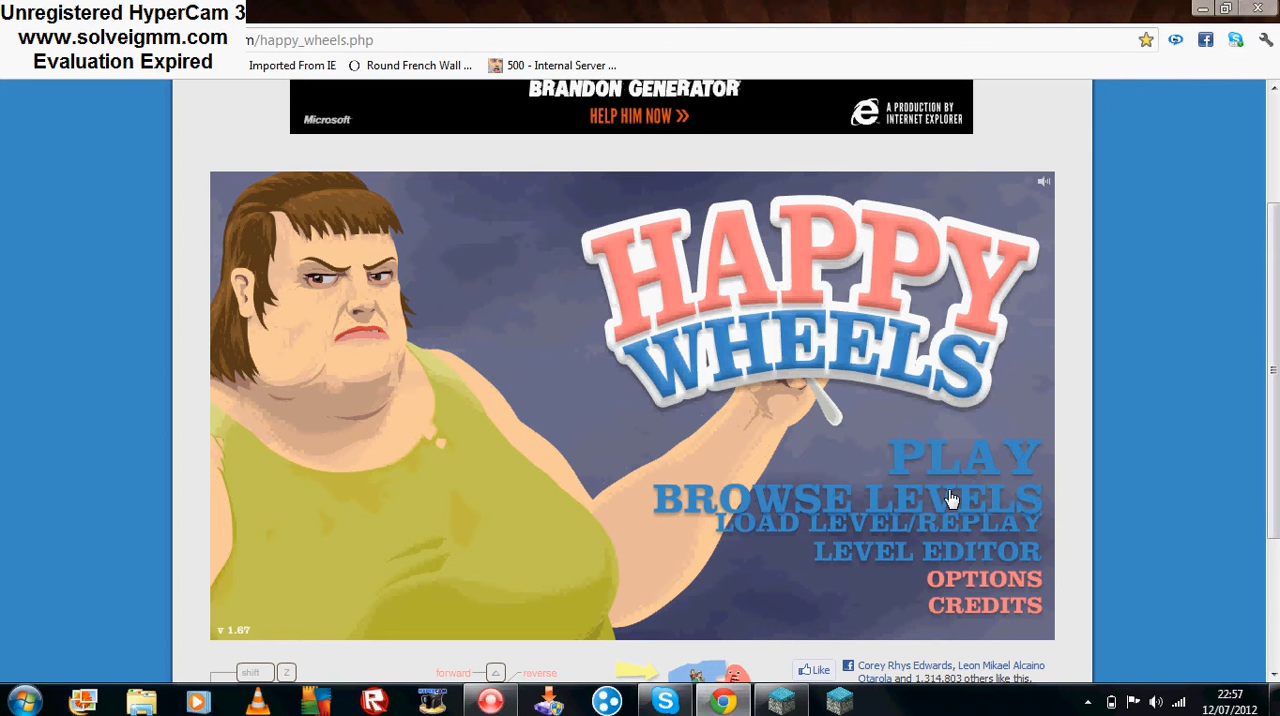 Unregistered HyperCam 3
www.solveigmm.com
Evaluation Expired
m/happy_wheels.php
Imported From IE
Round French Wall ...
500 - Internal Server ...
BRANDON GENERATOR
HELP HIM NOW >>
Microsoft
A PRODUCTION BY
INTERNET EXPLORER
HAPPY
WHEELS
PLAY
BROWSE LEVELS
LOAD LEVEL/REPLAY
LEVEL EDITOR
OPTIONS
CREDITS
v 1.67
shift
Z
forward
reverse
Like
Corey Rhys Edwards, Leon Mikael Alcaino
Otarola and 1,314,803 others like this.
22:57
12/07/2012